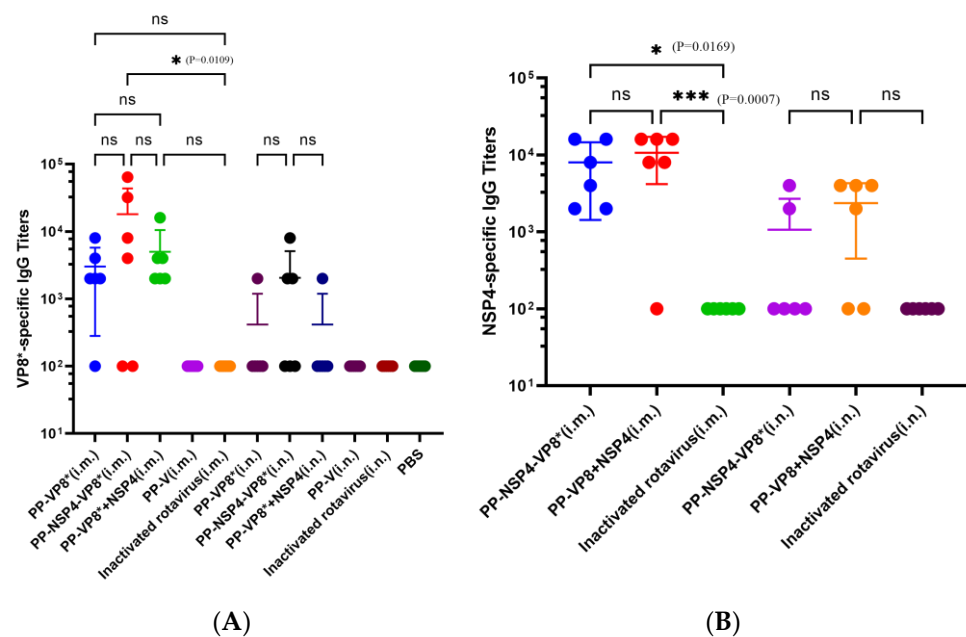 ns
* (P=0.0109)
ns
ns
ns
ns
ns
ns
10^5
10^4
10^3
10^2
10^1
VP8*-specific IgG Titers
PP-VP8*(i.m.)
PP-NSP4-VP8*(i.m)
PP-VP8*+NSP4(i.m)
PP-V(i.m.)
Inactivated rotavirus(i.m.)
PP-VP8*(i.n.)
PP-NSP4-VP8*(i.n.)
PP-VP8*+NSP4(i.n)
PP-V(i.n.)
Inactivated rotavirus(i.n.)
PBS
(A)
* (P=0.0169)
ns
*** (P=0.0007)
ns
ns
10^5
10^4
10^3
10^2
10^1
NSP4-specific IgG Titers
PP-NSP4-VP8*(i.m.)
PP-VP8+NSP4(i.m.)
Inactivated rotavirus(i.m.)
PP-NSP4-VP8*(i.n.)
PP-VP8+NSP4(i.n.)
Inactivated rotavirus(i.n.)
(B)